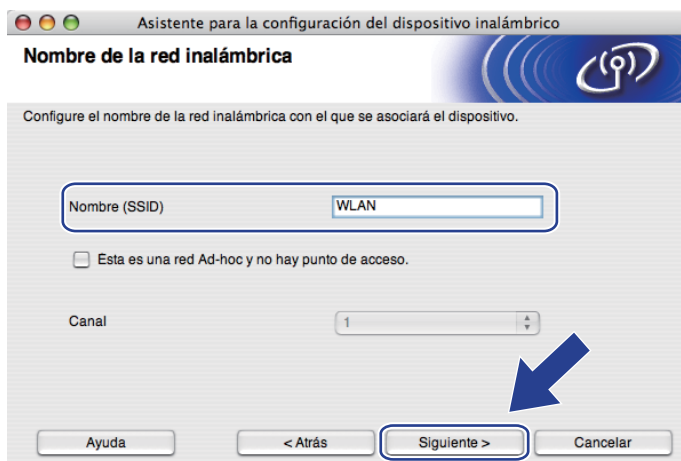 Asistente para la configuración del dispositivo inalámbrico
Nombre de la red inalámbrica
Configure el nombre de la red inalámbrica con el que se asociará el dispositivo.
Nombre (SSID) WLAN
Esta es una red Ad-hoc y no hay punto de acceso.
Canal 1
Ayuda < Atrás Siguiente > Cancelar